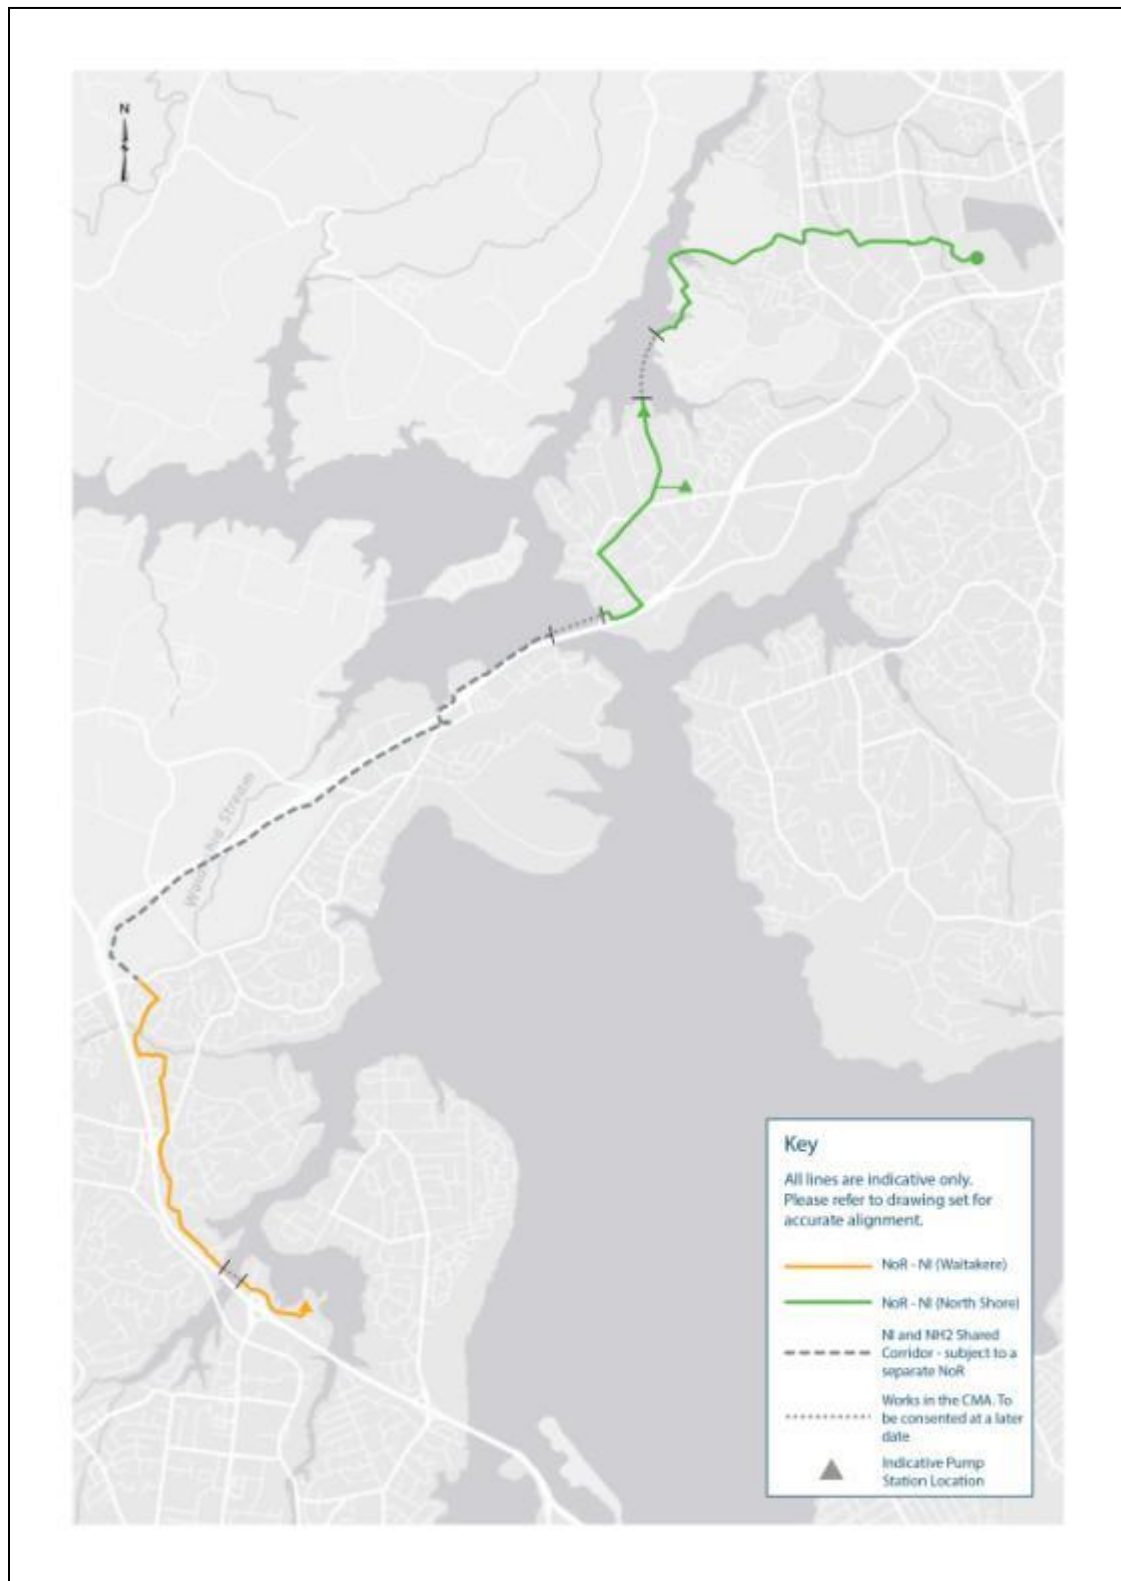 N
Key
All lines are indicative only.
Please refer to drawing set for
accurate alignment.
NoR - NI (Waitakere)
NoR - NI (North Shore)
NI and NH2 Shared
Corridor - subject to a
separate NoR
Works in the CMA. To
be consented at a later
date
Indicative Pump
Station Location
Stream